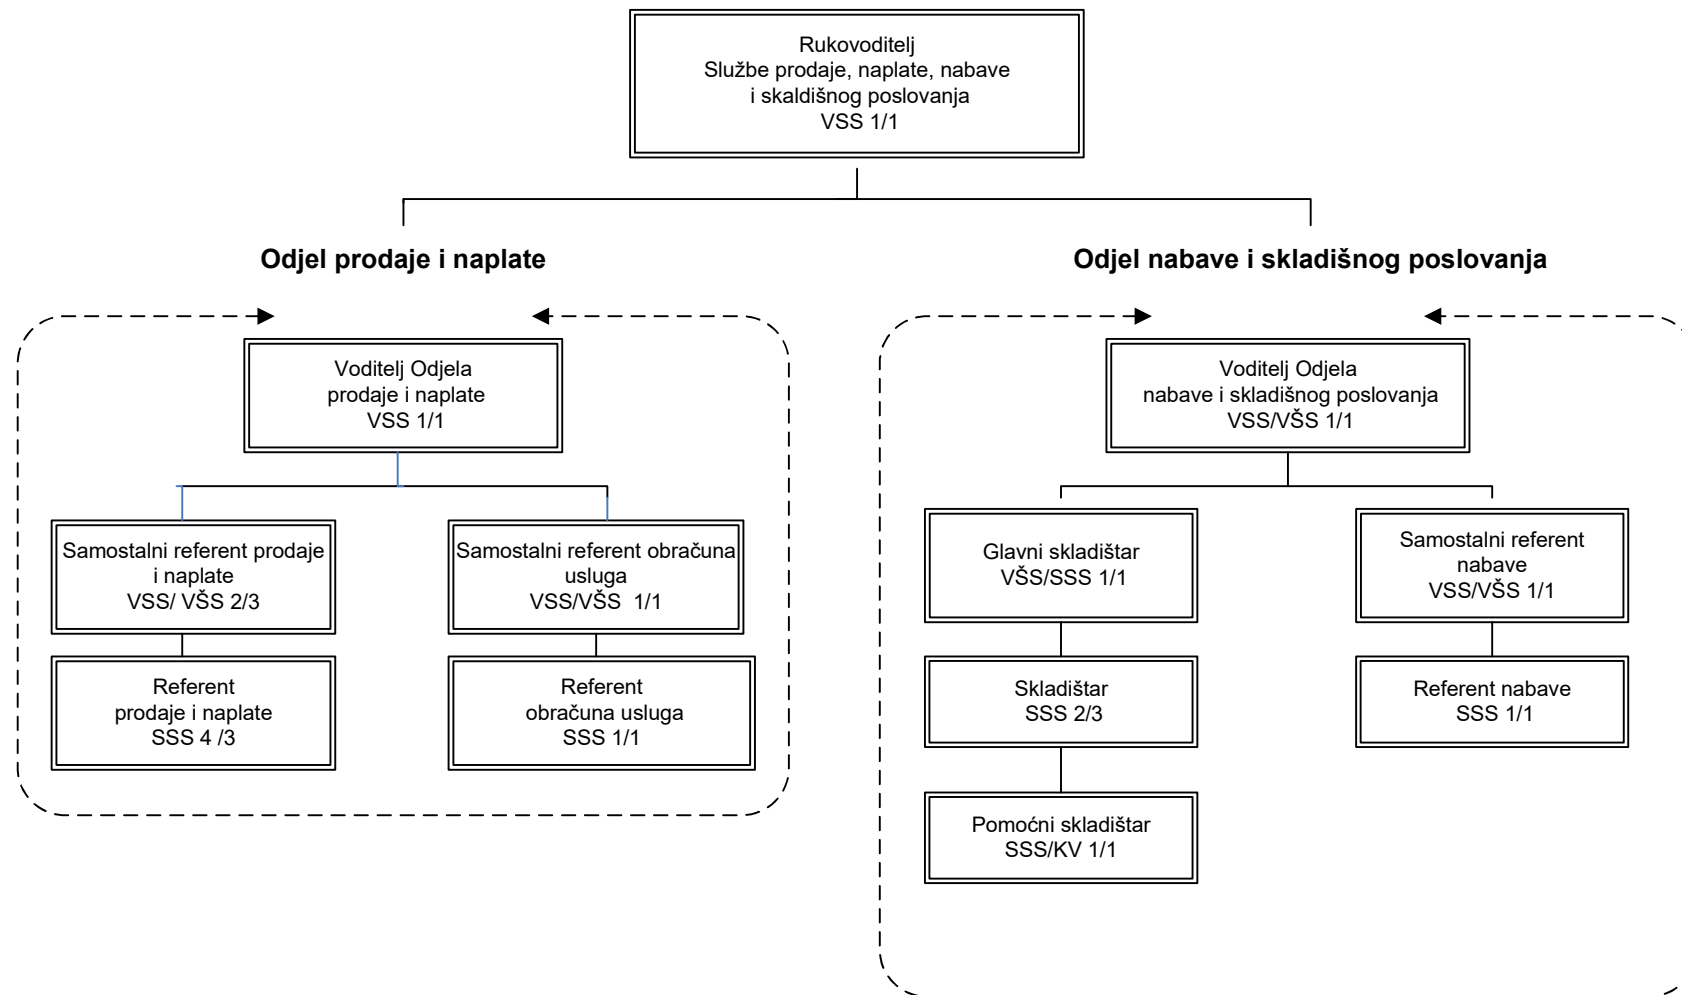 Rukovoditelj
Službe prodaje, naplate, nabave
i skaldišnog poslovanja
VSS 1/1
Odjel prodaje i naplate
Voditelj Odjela
prodaje i naplate
VSS 1/1
Samostalni referent prodaje
i naplate
VSS/ VŠS 2/3
Referent
prodaje i naplate
SSS 4 /3
Samostalni referent obračuna
usluga
VSS/VŠS  1/1
Referent
obračuna usluga
SSS 1/1
Odjel nabave i skladišnog poslovanja
Voditelj Odjela
nabave i skladišnog poslovanja
VSS/VŠS 1/1
Glavni skladištar
VŠS/SSS 1/1
Skladištar
SSS 2/3
Pomoćni skladištar
SSS/KV 1/1
Samostalni referent
nabave
VSS/VŠS 1/1
Referent nabave
SSS 1/1